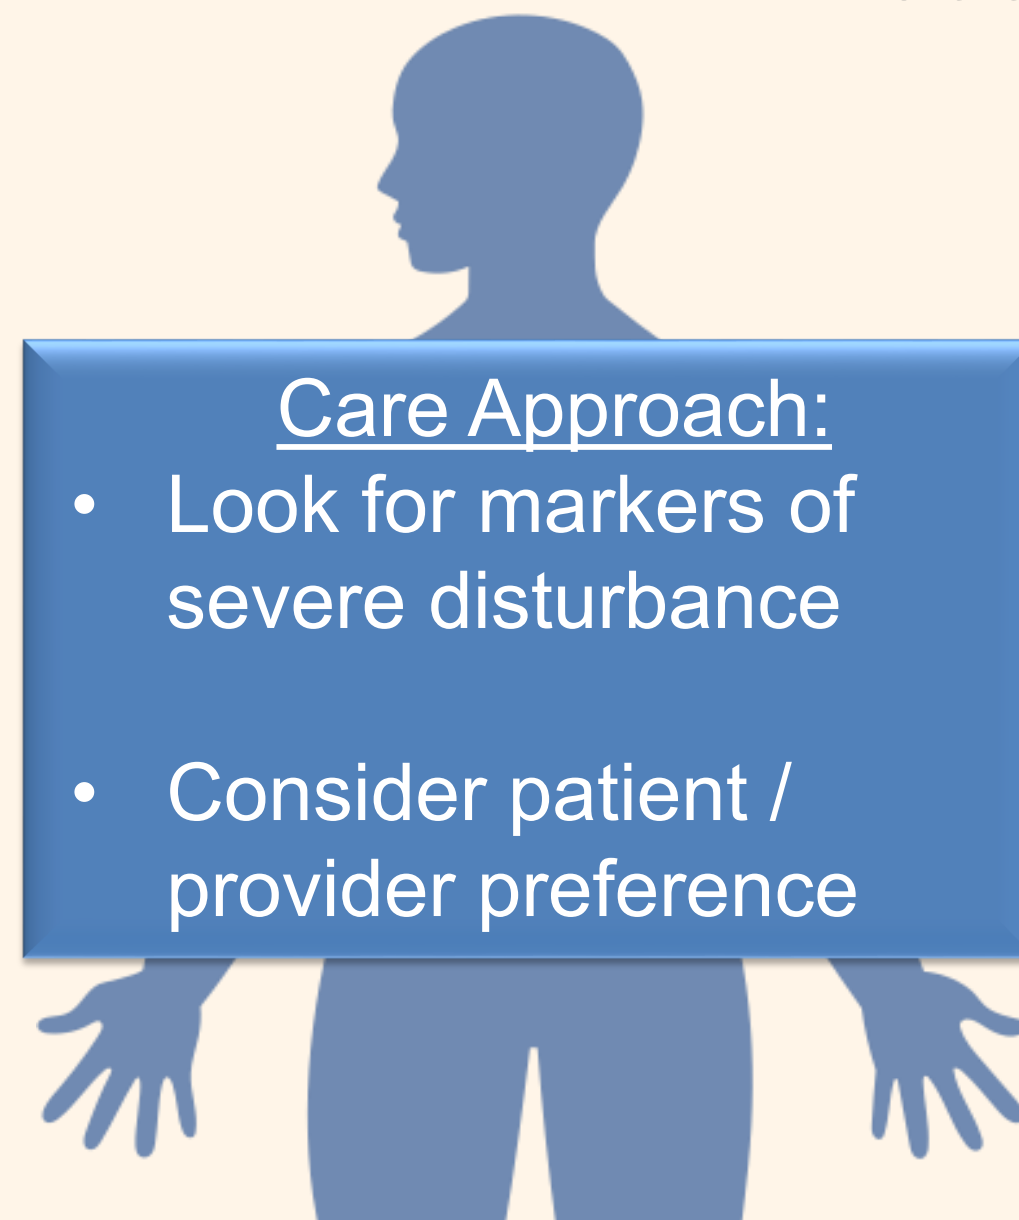 Care Approach:
• Look for markers of
severe disturbance
• Consider patient /
provider preference